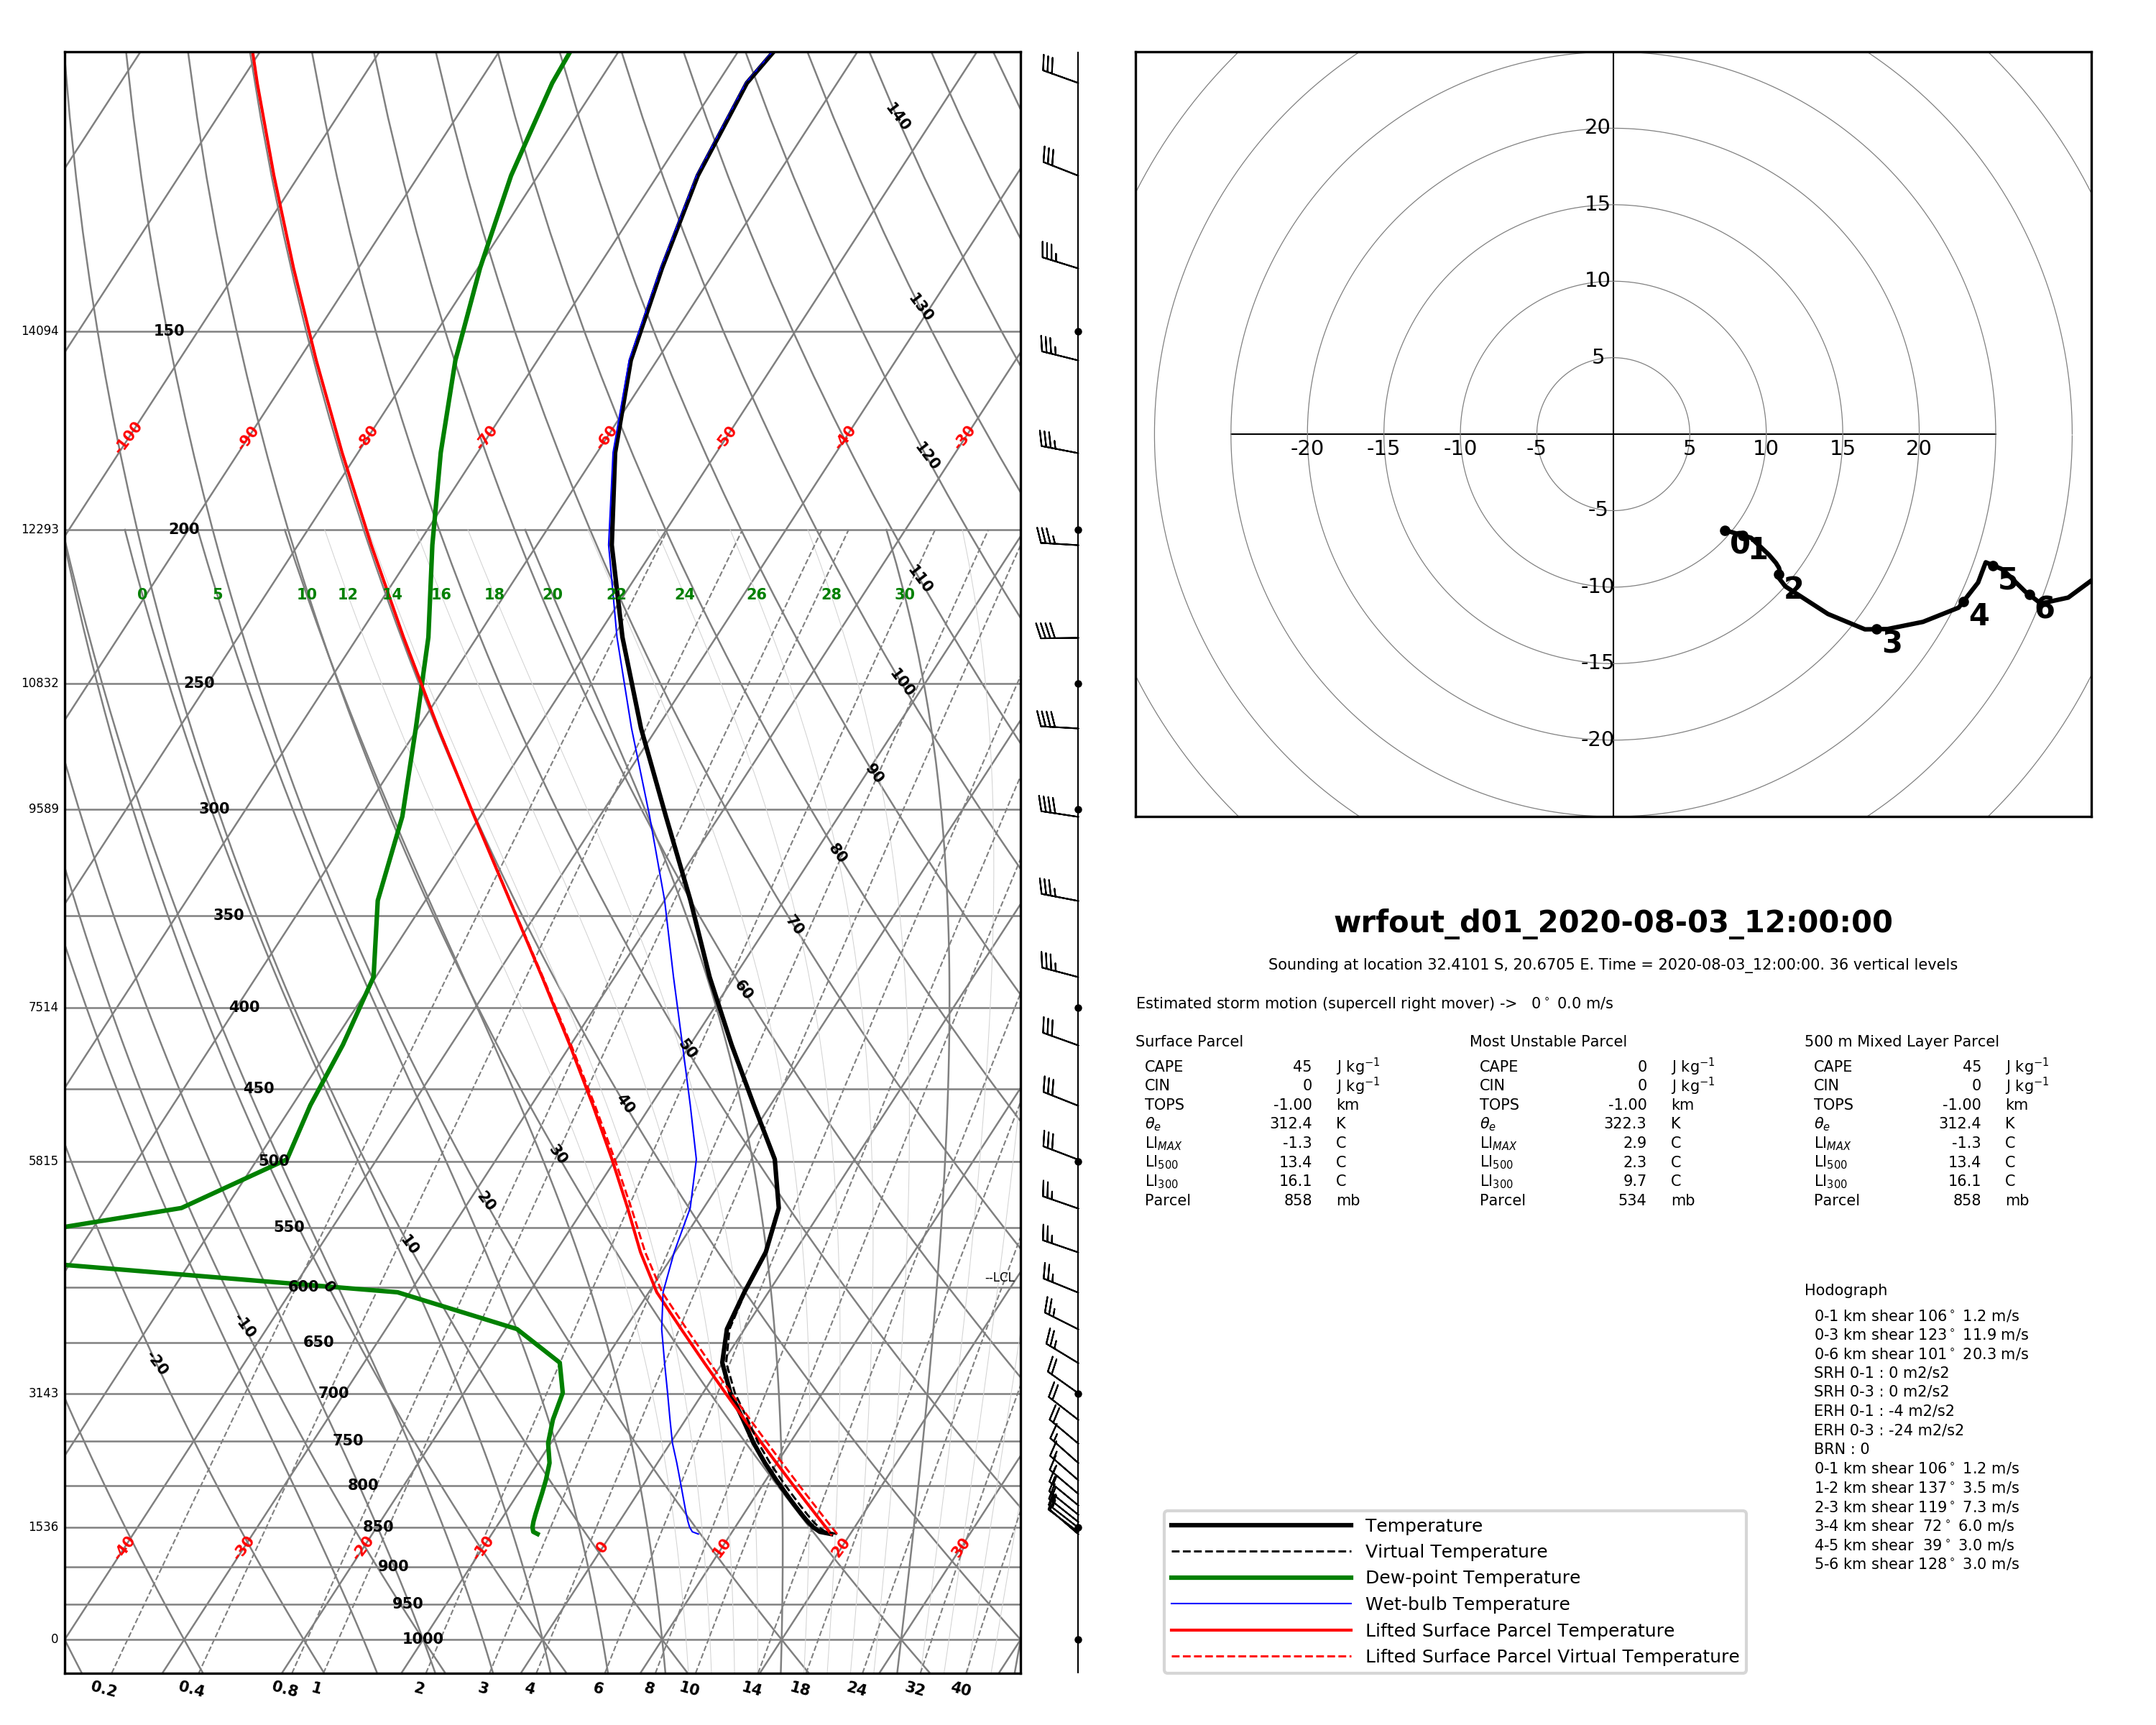 140
130
120
110
100
90
80
70
60
50
40
30
20
10
0
-10
-20
14094 150
-100 -90 -80 -70 -60 -50 -40 -30
12293 200
0 5 10 12 14 16 18 20 22 24 26 28 30
10832 250
9589 300
350
7514 400
450
5815 500
550
600
--LCL
650
3143 700
750
800
1536 850
-40 -30 -20 -10 0 10 20 30
900
950
0 1000
0.2 0.4 0.8 1 2 3 4 6 8 10 14 18 24 32 40
20
15
10
5
-20 -15 -10 -5 5 10 15 20
-5
-10
-15
-20
0 1 2 3 4 5 6
wrfout_d01_2020-08-03_12:00:00
Sounding at location 32.4101 S, 20.6705 E. Time = 2020-08-03_12:00:00. 36 vertical levels
Estimated storm motion (supercell right mover) -> 0° 0.0 m/s
Surface Parcel Most Unstable Parcel 500 m Mixed Layer Parcel
CAPE 45 J kg⁻¹ CAPE 0 J kg⁻¹ CAPE 45 J kg⁻¹
CIN 0 J kg⁻¹ CIN 0 J kg⁻¹ CIN 0 J kg⁻¹
TOPS -1.00 km TOPS -1.00 km TOPS -1.00 km
θe 312.4 K θe 322.3 K θe 312.4 K
LIMAX -1.3 C LIMAX 2.9 C LIMAX -1.3 C
LI500 13.4 C LI500 2.3 C LI500 13.4 C
LI300 16.1 C LI300 9.7 C LI300 16.1 C
Parcel 858 mb Parcel 534 mb Parcel 858 mb
Hodograph
0-1 km shear 106° 1.2 m/s
0-3 km shear 123° 11.9 m/s
0-6 km shear 101° 20.3 m/s
SRH 0-1 : 0 m2/s2
SRH 0-3 : 0 m2/s2
ERH 0-1 : -4 m2/s2
ERH 0-3 : -24 m2/s2
BRN : 0
0-1 km shear 106° 1.2 m/s
1-2 km shear 137° 3.5 m/s
2-3 km shear 119° 7.3 m/s
3-4 km shear 72° 6.0 m/s
4-5 km shear 39° 3.0 m/s
5-6 km shear 128° 3.0 m/s
Temperature
Virtual Temperature
Dew-point Temperature
Wet-bulb Temperature
Lifted Surface Parcel Temperature
Lifted Surface Parcel Virtual Temperature